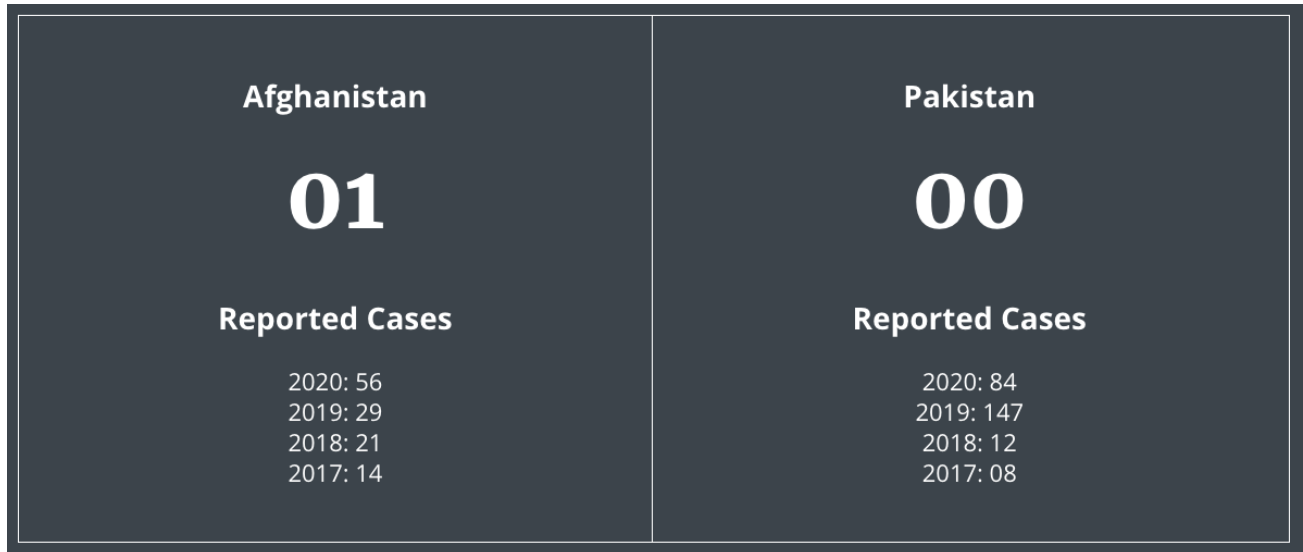 Afghanistan
01
Reported Cases
2020: 56
2019: 29
2018: 21
2017: 14
Pakistan
00
Reported Cases
2020: 84
2019: 147
2018: 12
2017: 08